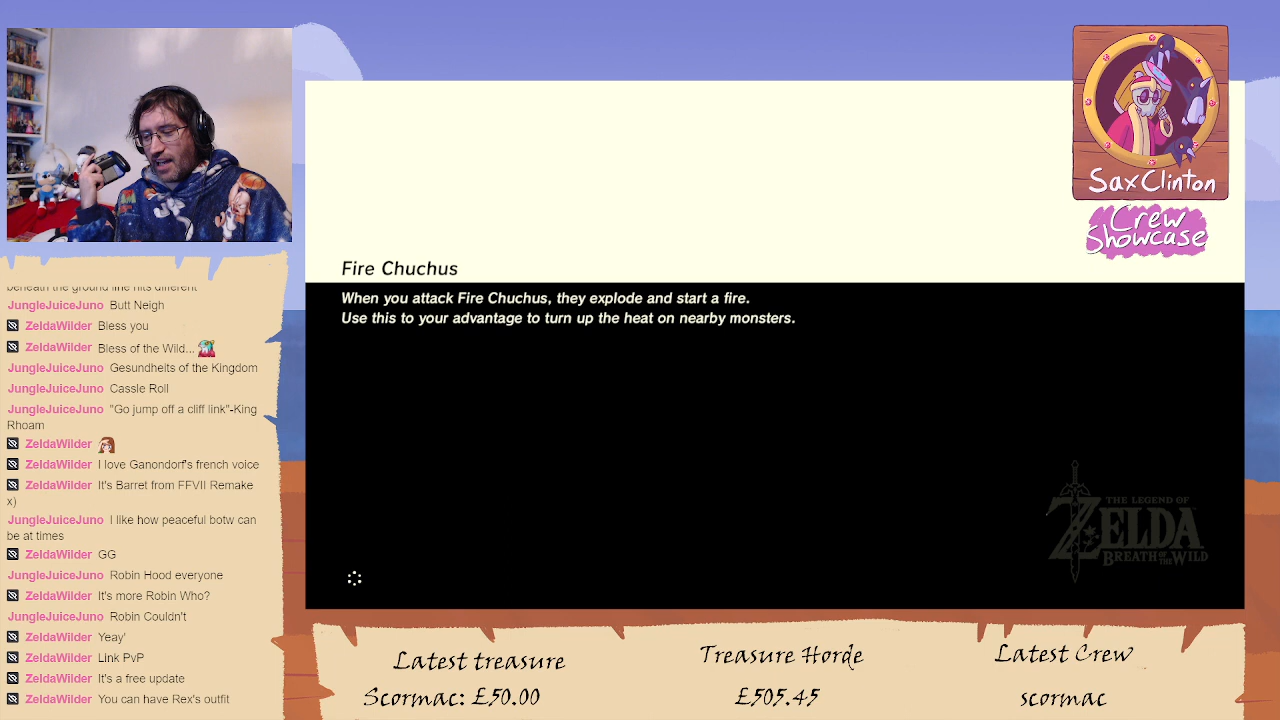 beneath the ground line hits different
JungleJuiceJuno Butt Neigh
ZeldaWilder Bless you
ZeldaWilder Bless of the Wild...
JungleJuiceJuno Gesundheits of the Kingdom
JungleJuiceJuno Cassle Roll
JungleJuiceJuno "Go jump off a cliff link"-King
Rhoam
ZeldaWilder
ZeldaWilder I love Ganondorf's french voice
ZeldaWilder It's Barret from FFVII Remake
x)
JungleJuiceJuno I like how peaceful botw can
be at times
ZeldaWilder GG
JungleJuiceJuno Robin Hood everyone
ZeldaWilder It's more Robin Who?
JungleJuiceJuno Robin Couldn't
ZeldaWilder Yeay'
ZeldaWilder Link PvP
ZeldaWilder It's a free update
ZeldaWilder You can have Rex's outfit
Fire Chuchus
When you attack Fire Chuchus, they explode and start a fire.
Use this to your advantage to turn up the heat on nearby monsters.
THE LEGEND OF
ZELDA
BREATH OF THE WILD
SaxClinton
Crew
Showcase
Latest treasure
Scormac: £50.00
Treasure Horde
£505.45
Latest Crew
scormac